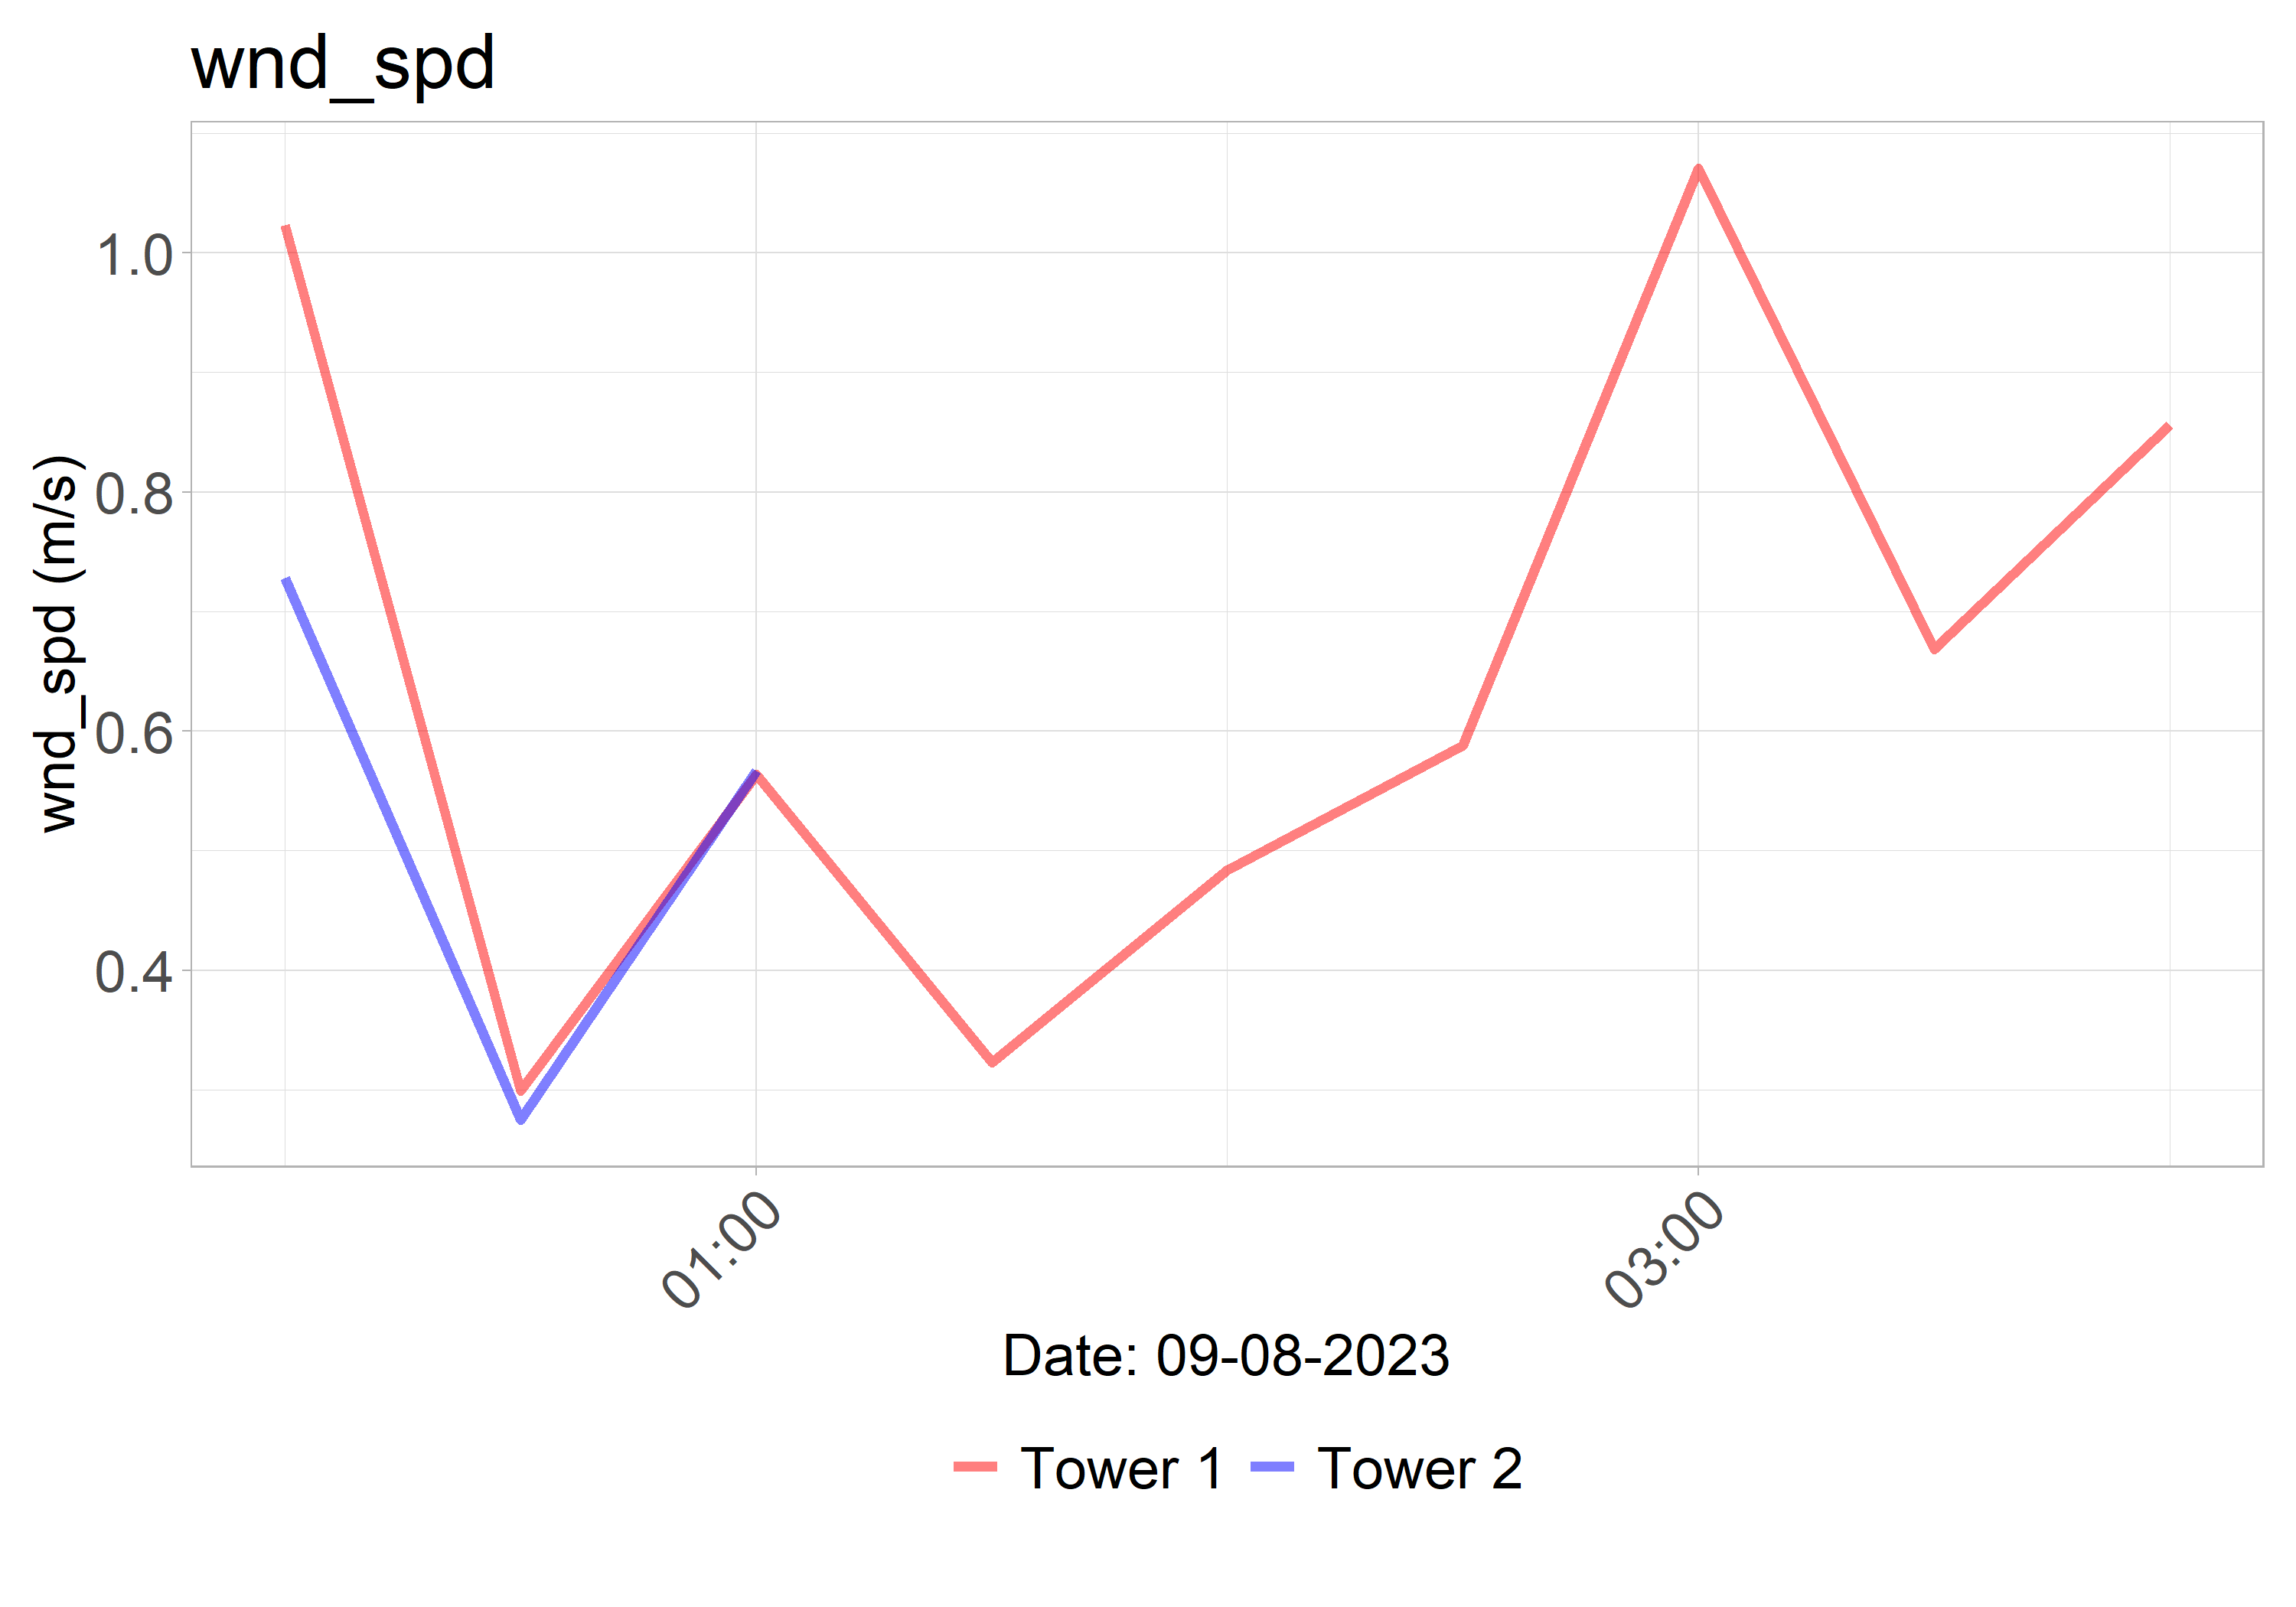 wnd_spd
wnd_spd (m/s)
1.0
0.8
0.6
0.4
01:00
03:00
Date: 09-08-2023
Tower 1
Tower 2